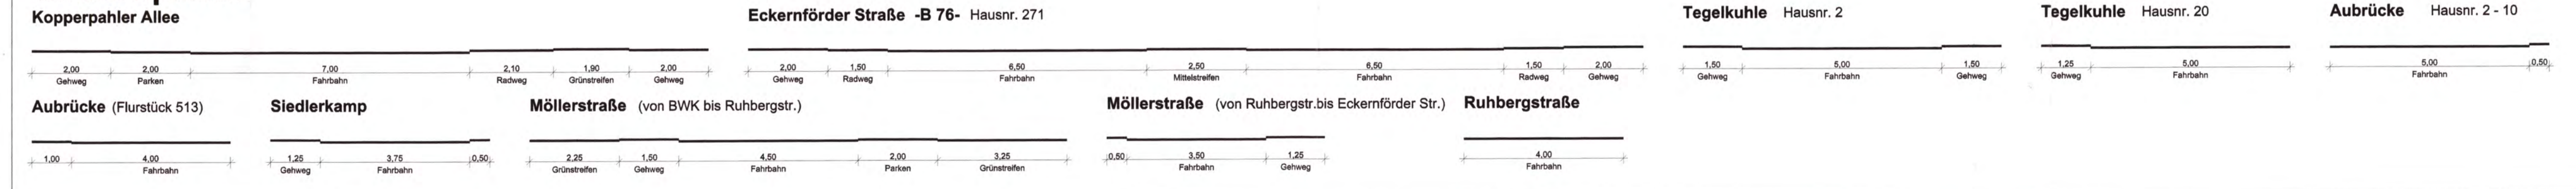 Kopperpahler Allee
2,00 2,00 7,00 2,10 1,90 2,00
Gehweg Parken Fahrbahn Radweg Grünstreifen Gehweg
Eckernförder Straße -B 76- Hausnr. 271
2,00 1,50 6,50 2,50 6,50 1,50 2,00
Gehweg Radweg Fahrbahn Mittelstreifen Fahrbahn Radweg Gehweg
Tegelkuhle Hausnr. 2
1,50 5,00 1,50
Gehweg Fahrbahn Gehweg
Tegelkuhle Hausnr. 20
1,25 5,00
Gehweg Fahrbahn
Aubrücke Hausnr. 2 - 10
5,00 0,50
Fahrbahn
Aubrücke (Flurstück 513)
1,00 4,00
Fahrbahn
Siedlerkamp
1,25 3,75 0,50
Gehweg Fahrbahn
Möllerstraße (von BWK bis Ruhbergstr.)
2,25 1,50 4,50 2,00 3,25
Grünstreifen Gehweg Fahrbahn Parken Grünstreifen
Möllerstraße (von Ruhbergstr.bis Eckernförder Str.)
0,50 3,50 1,25
Fahrbahn Gehweg
Ruhbergstraße
4,00
Fahrbahn